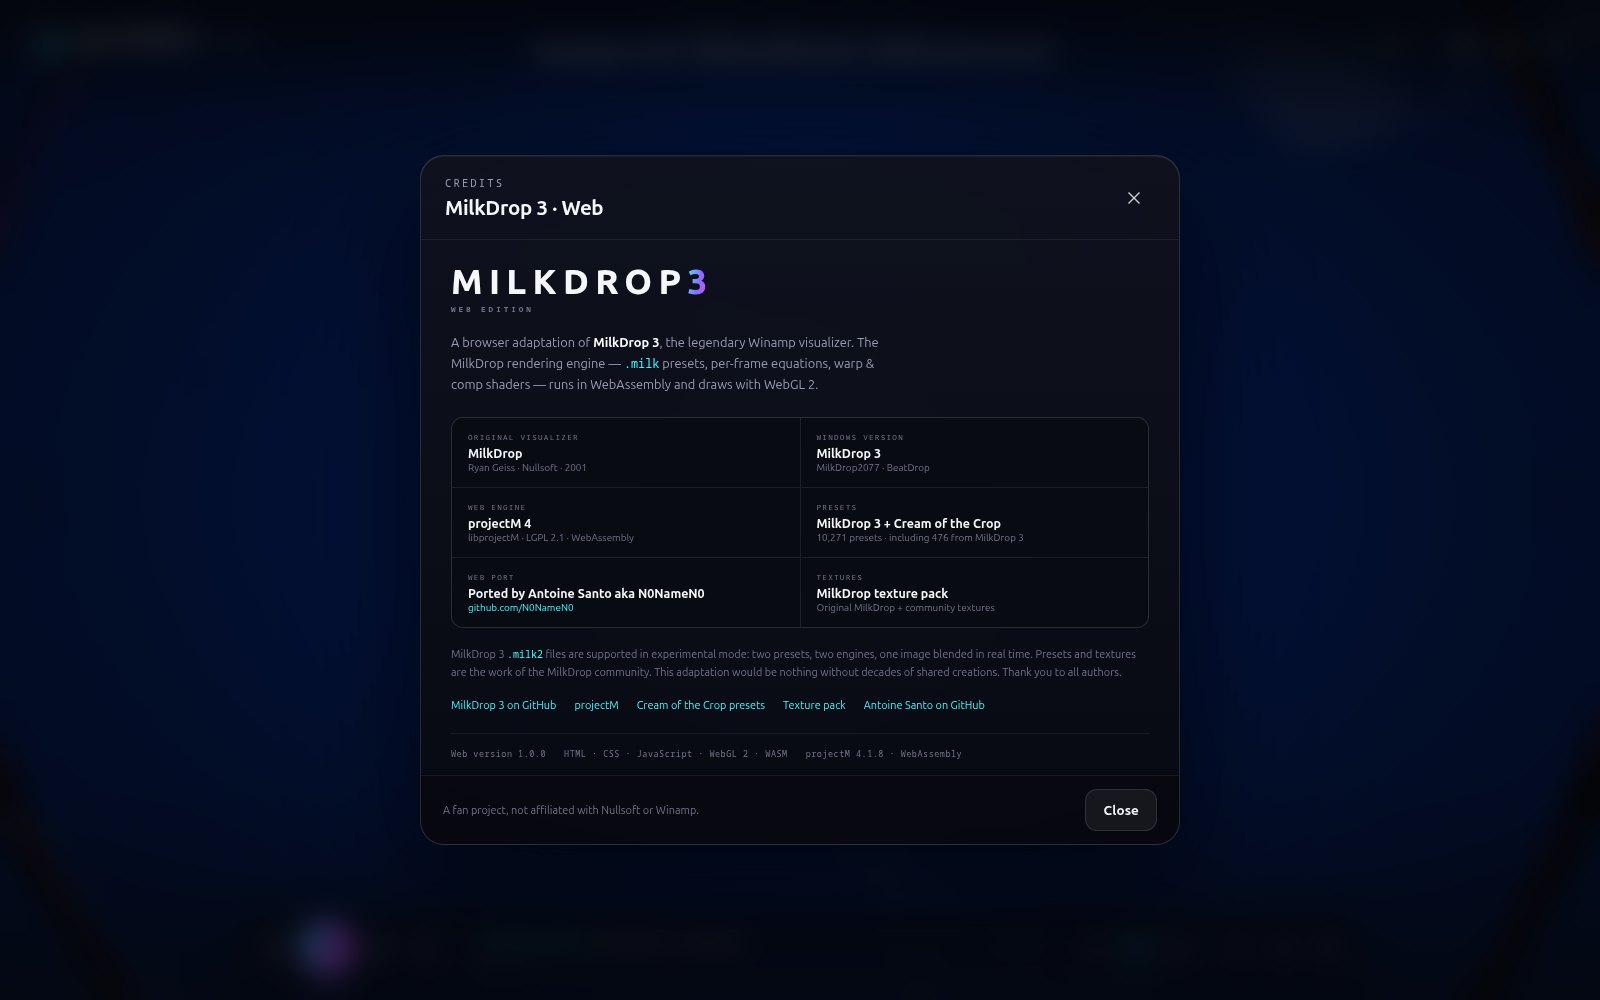 CREDITS
MilkDrop 3 · Web
MILKDROP3
WEB EDITION
A browser adaptation of MilkDrop 3, the legendary Winamp visualizer. The
MilkDrop rendering engine — .milk presets, per-frame equations, warp &
comp shaders — runs in WebAssembly and draws with WebGL 2.
ORIGINAL VISUALIZER
MilkDrop
Ryan Geiss · Nullsoft · 2001
WINDOWS VERSION
MilkDrop 3
MilkDrop2077 · BeatDrop
WEB ENGINE
projectM 4
libprojectM · LGPL 2.1 · WebAssembly
PRESETS
MilkDrop 3 + Cream of the Crop
10,271 presets · including 476 from MilkDrop 3
WEB PORT
Ported by Antoine Santo aka N0NameN0
github.com/N0NameN0
TEXTURES
MilkDrop texture pack
Original MilkDrop + community textures
MilkDrop 3 .milk2 files are supported in experimental mode: two presets, two engines, one image blended in real time. Presets and textures
are the work of the MilkDrop community. This adaptation would be nothing without decades of shared creations. Thank you to all authors.
MilkDrop 3 on GitHub projectM Cream of the Crop presets Texture pack Antoine Santo on GitHub
Web version 1.0.0 HTML · CSS · JavaScript · WebGL 2 · WASM projectM 4.1.8 · WebAssembly
A fan project, not affiliated with Nullsoft or Winamp.
Close